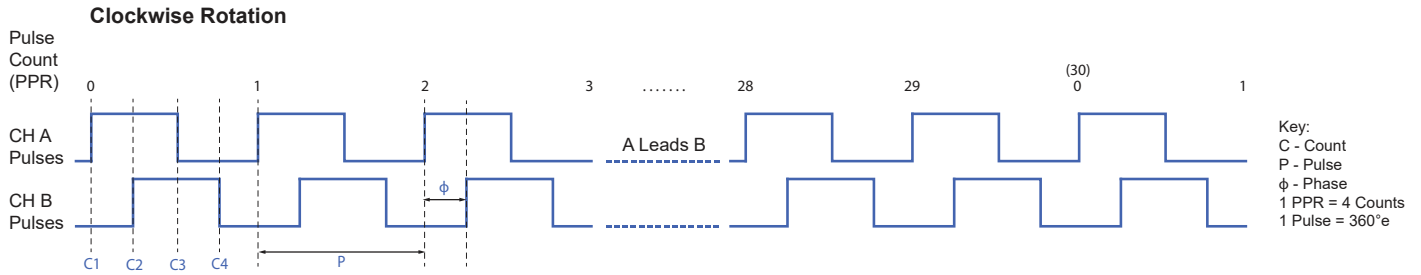 Clockwise Rotation
Pulse
Count
(PPR)
0 1 2 3 ....... 28 29 (30) 0 1
CH A
Pulses
A Leads B
CH B
Pulses
ϕ
C1 C2 C3 C4 P
Key:
C - Count
P - Pulse
ϕ - Phase
1 PPR = 4 Counts
1 Pulse = 360°e